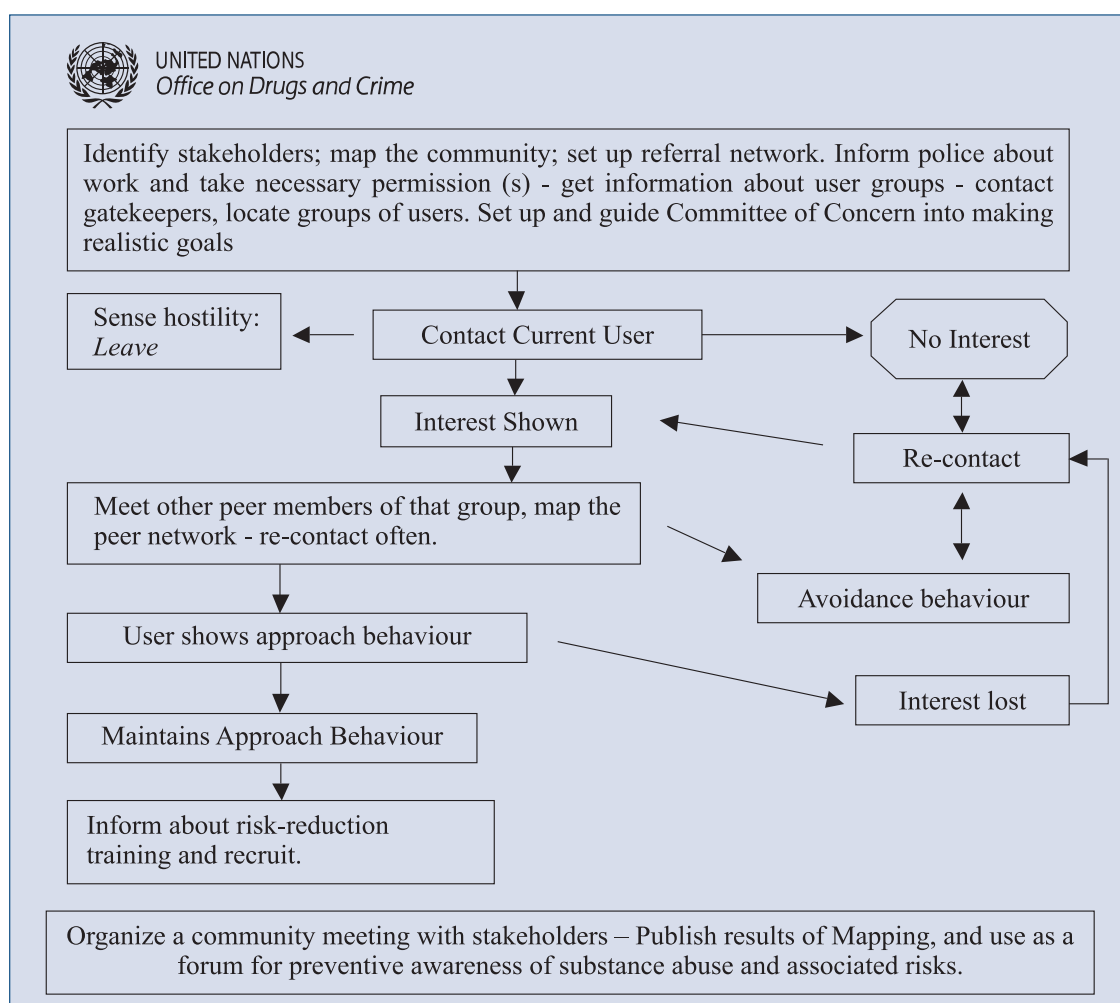 UNITED NATIONS
Office on Drugs and Crime
Identify stakeholders; map the community; set up referral network. Inform police about
work and take necessary permission (s) - get information about user groups - contact
gatekeepers, locate groups of users. Set up and guide Committee of Concern into making
realistic goals
Sense hostility:
Leave
Contact Current User
No Interest
Interest Shown
Re-contact
Meet other peer members of that group, map the
peer network - re-contact often.
Avoidance behaviour
User shows approach behaviour
Interest lost
Maintains Approach Behaviour
Inform about risk-reduction
training and recruit.
Organize a community meeting with stakeholders – Publish results of Mapping, and use as a
forum for preventive awareness of substance abuse and associated risks.